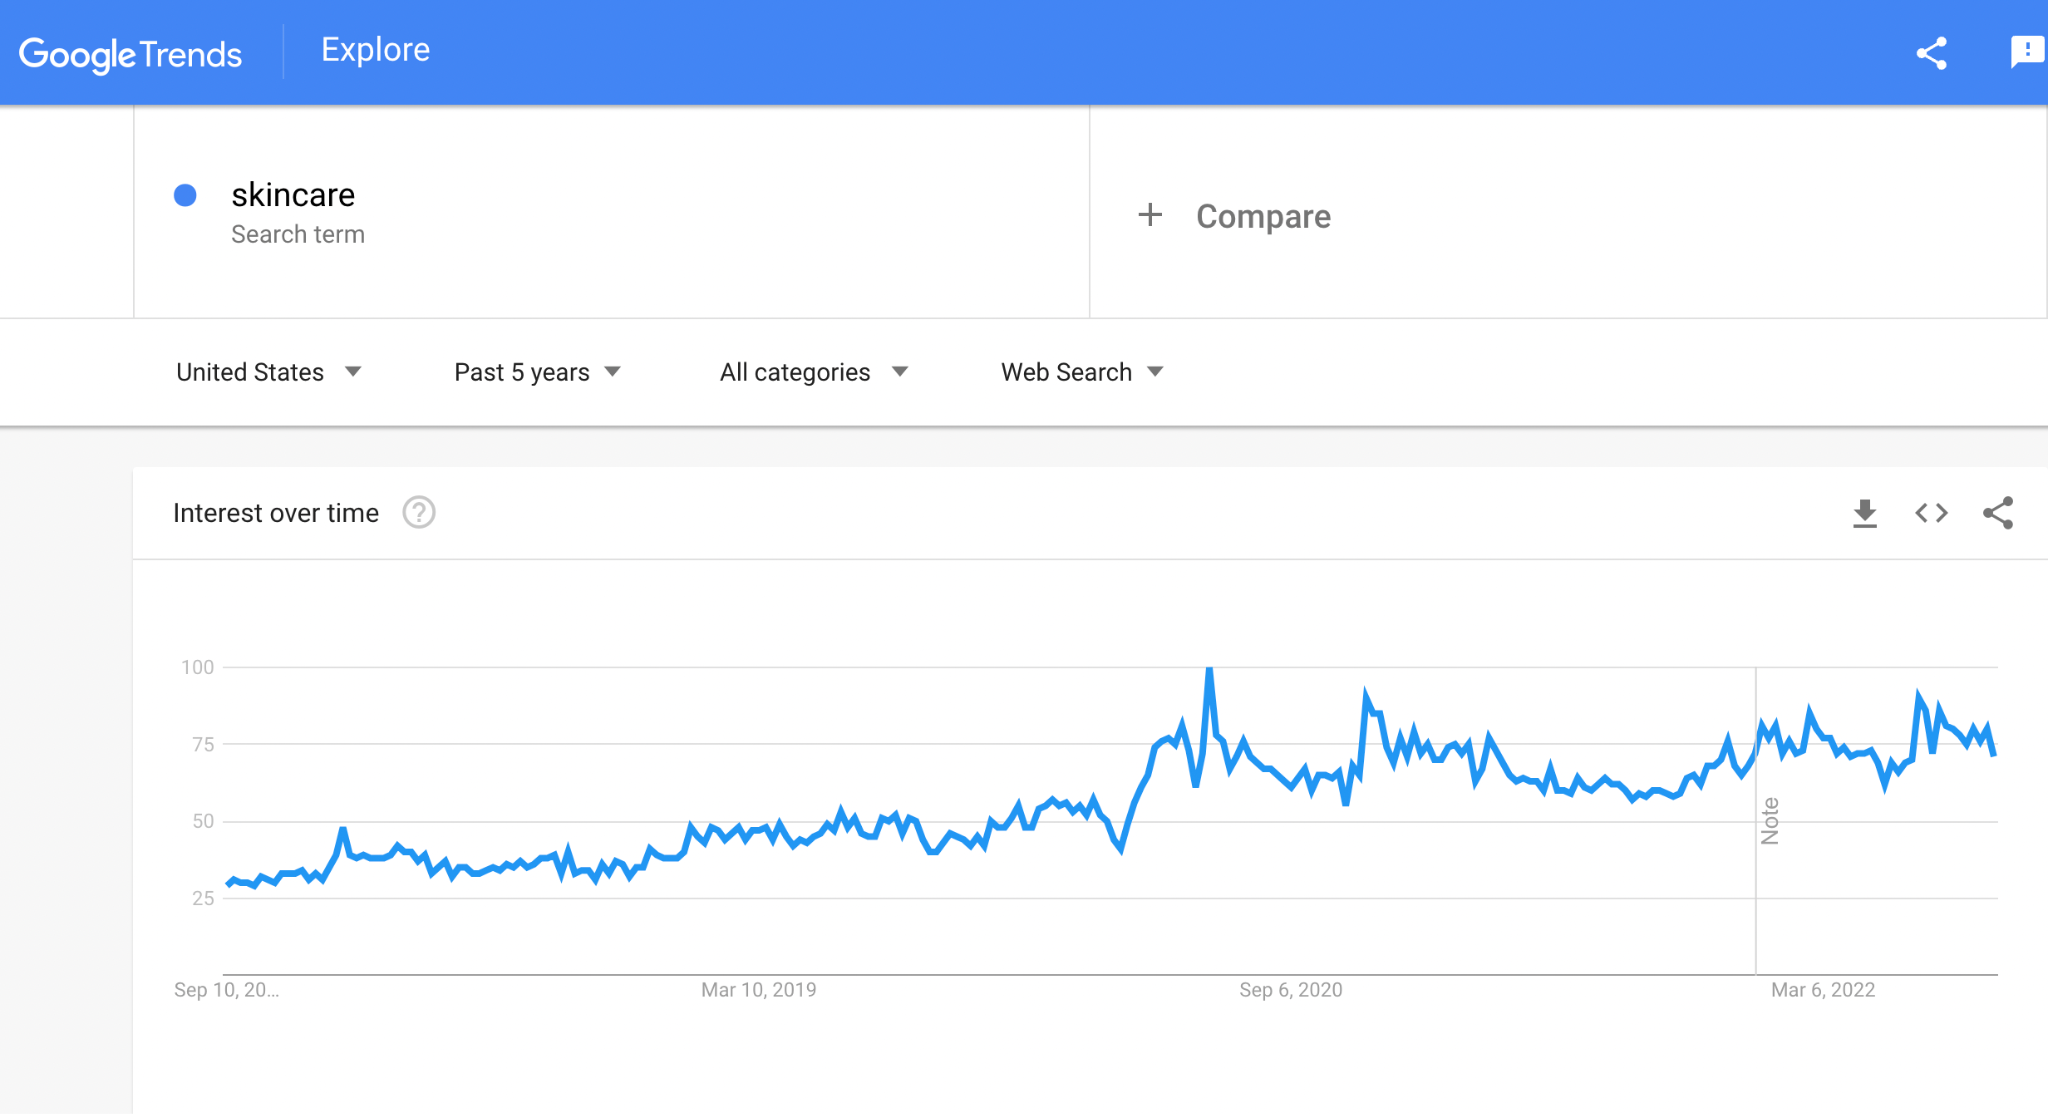 Google Trends
Explore
skincare
Search term
+ Compare
United States
Past 5 years
All categories
Web Search
Interest over time
100
75
50
25
Note
Sep 10, 20...
Mar 10, 2019
Sep 6, 2020
Mar 6, 2022